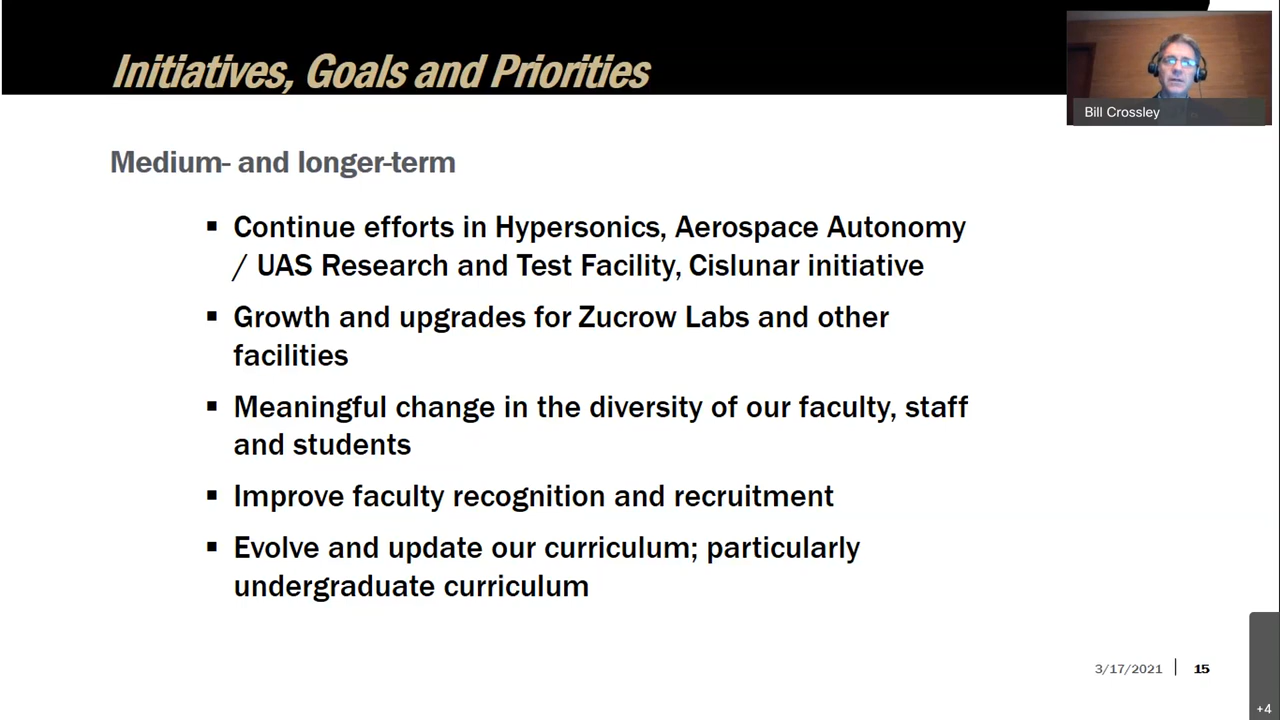 Initiatives, Goals and Priorities
Bill Crossley
Medium- and longer-term
▪ Continue efforts in Hypersonics, Aerospace Autonomy
/ UAS Research and Test Facility, Cislunar initiative
▪ Growth and upgrades for Zucrow Labs and other
facilities
▪ Meaningful change in the diversity of our faculty, staff
and students
▪ Improve faculty recognition and recruitment
▪ Evolve and update our curriculum; particularly
undergraduate curriculum
3/17/2021 | 15
+4